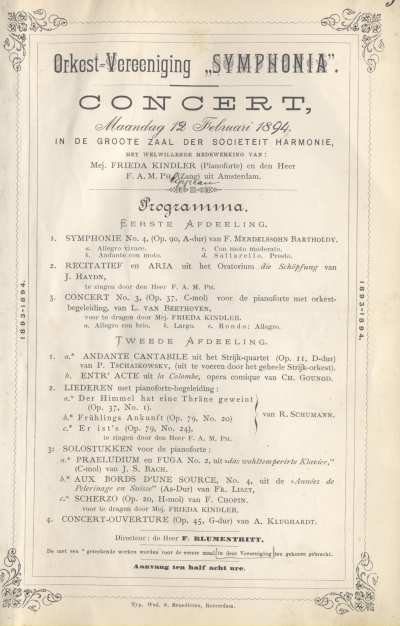 Orkest-Vereeniging „SYMPHONIA”.
CONCERT,
Maandag 12 Februari 1894.
IN DE GROOTE ZAAL DER SOCIETEIT HARMONIE,
MET WELWILLENDE MEDEWERKING VAN:
Mej. FRIEDA KINDLER (Pianoforte) en den Heer
F. A. M. PH. (Zang) uit Amsterdam.
Programma.
EERSTE AFDEELING.
1. SYMPHONIE No. 4, (Op. 90, A-dur) van F. MENDELSSOHN BARTHOLDY.
a. Allegro vivace. c. Con moto moderato.
b. Andante con moto. d. Saltarello. Presto.
2. RECITATIEF en ARIA uit het Oratorium die Schöpfung van
J. HAYDN,
te zingen door den Heer F. A. M. PH.
3. CONCERT No. 3, (Op. 37, C-mol) voor de pianoforte met orkest-
begeleiding, van L. VAN BEETHOVEN,
voor te dragen door Mej. FRIEDA KINDLER.
a. Allegro con brio. b. Largo. c. Rondo: Allegro.
TWEEDE AFDEELING.
1. a.* ANDANTE CANTABILE uit het Strijk-quartet (Op. 11, D-dur)
van P. TSCHAIKOWSKY, (uit te voeren door het geheele Strijk-orkest).
b. ENTR' ACTE uit la Colombe, opera comique van CH. GOUNOD.
2. LIEDEREN met pianoforte-begeleiding:
a.* Der Himmel hat eine Thräne geweint
(Op. 37, No. 1).
b.* Frühlings Ankunft (Op. 79, No. 20)
van R. SCHUMANN.
c.* Er ist's (Op. 79, No. 24),
te zingen door den Heer F. A. M. PH.
3. SOLOSTUKKEN voor de pianoforte:
a.* PRAELUDIUM en FUGA No. 2, uit »das wohltemperirte Klavier,”
(C-mol) van J. S. BACH.
b.* AUX BORDS D'UNE SOURCE, No. 4, uit de »Années de
Pelerinage en Suisse” (As-Dur) van FR. LISZT,
c.* SCHERZO (Op. 20, H-mol) van F. CHOPIN.
voor te dragen door Mej. FRIEDA KINDLER.
4. CONCERT-OUVERTURE (Op. 45, G-dur) van A. KLUGHARDT.
Directeur: de Heer F. BLUMENTRITT.
De met een * geteekende werken worden voor de eerste maal in deze Vereeniging ten gehoore gebracht.
Aanvang ten half acht ure.
Typ. Wed. S. Benedictus, Rotterdam.
1893-1894.
1893-1894.